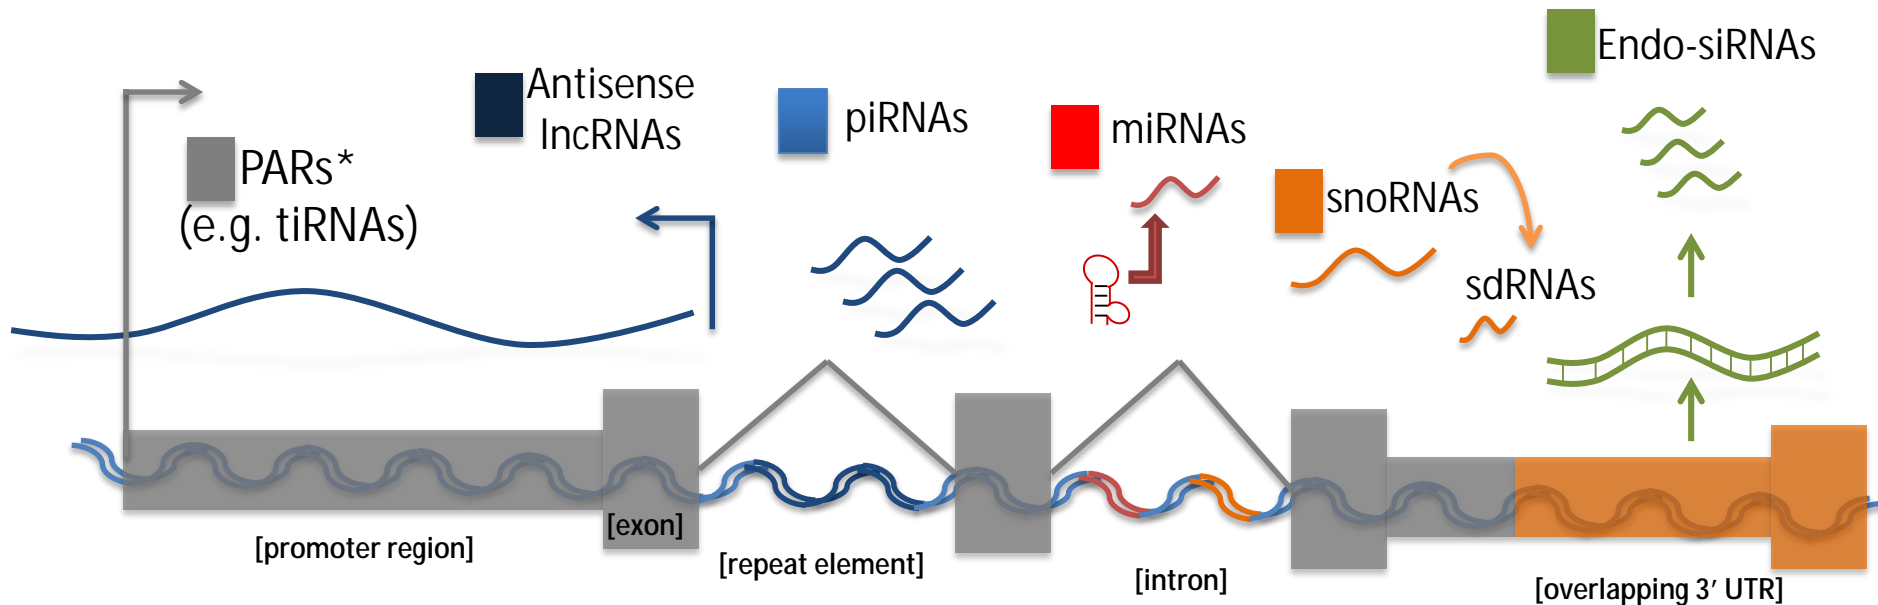 Endo-siRNAs
Antisense
lncRNAs
piRNAs
miRNAs
PARs*
(e.g. tiRNAs)
snoRNAs
sdRNAs
[exon]
[promoter region]
[repeat element]
[intron]
[overlapping 3′ UTR]